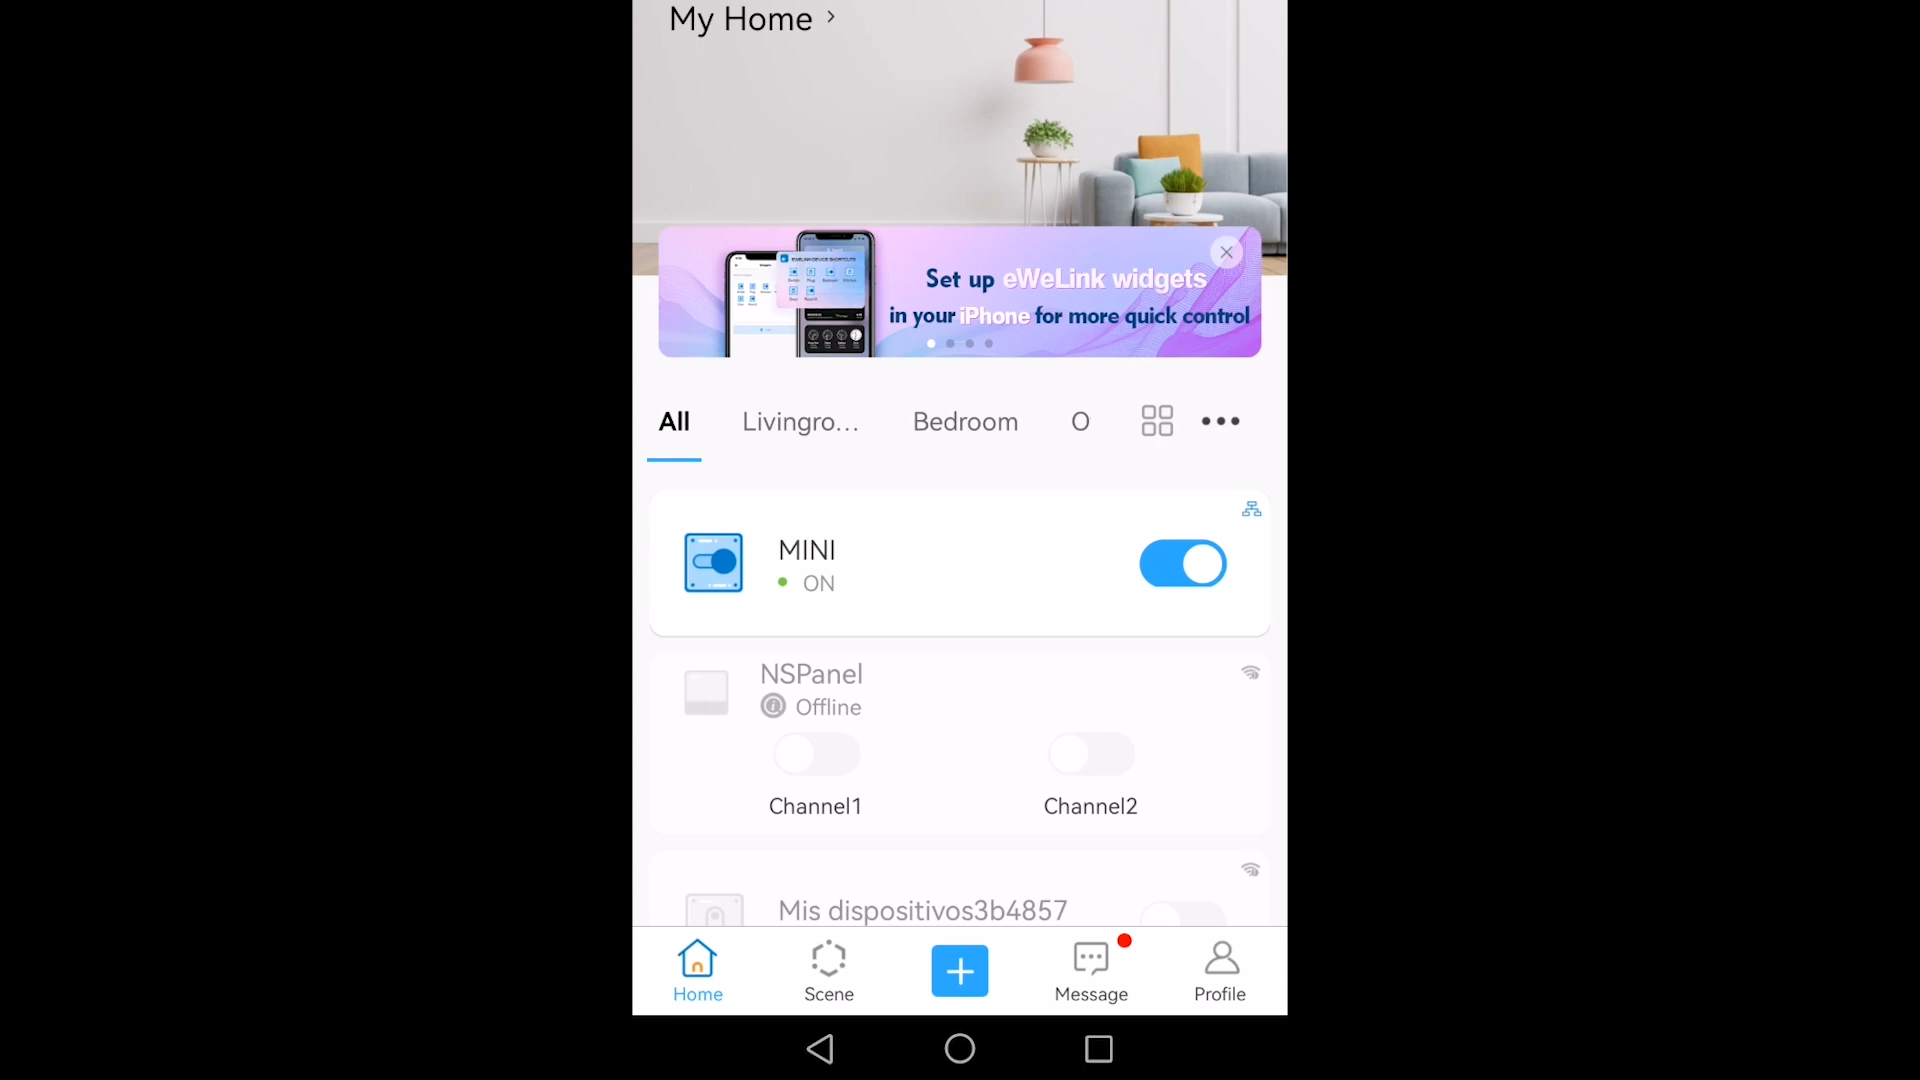 My Home
Set up eWeLink widgets
in your iPhone for more quick control
All Livingro... Bedroom O
MINI
ON
NSPanel
Offline
Channel1 Channel2
Mis dispositivos3b4857
Home Scene Message Profile